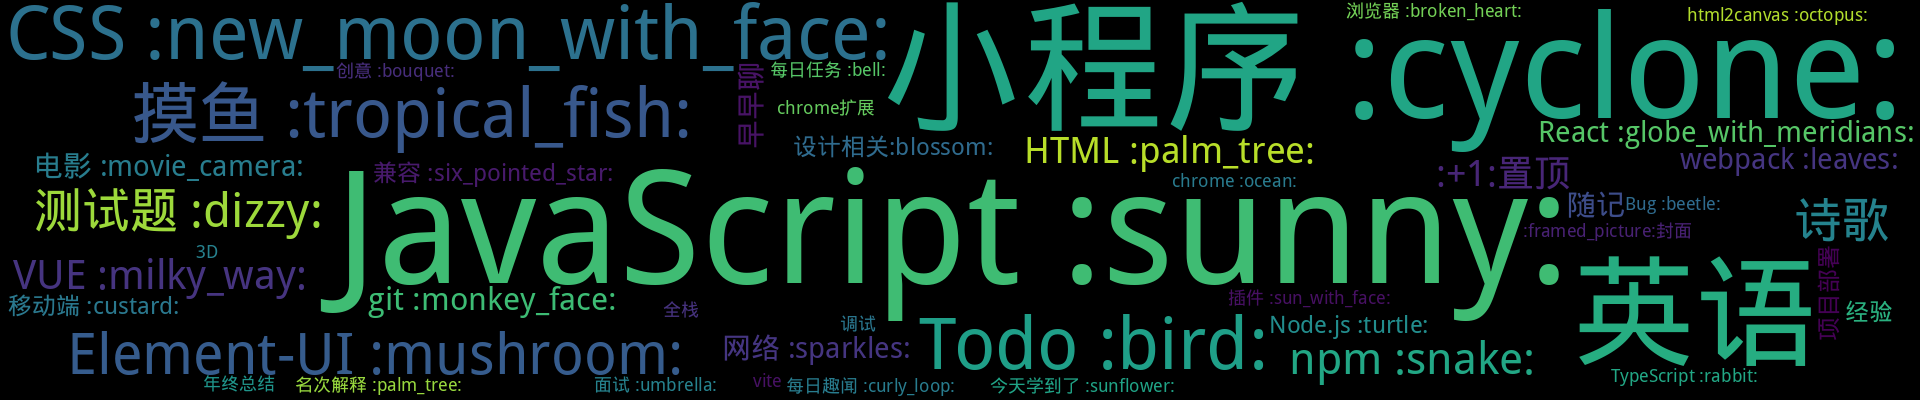 CSS :new_moon_with_face:
小程序 :cyclone:
浏览器 :broken_heart:
html2canvas :octopus:
创意 :bouquet:
早早聊
每日任务 :bell:
摸鱼 :tropical_fish:
chrome扩展
React :globe_with_meridians:
设计相关:blossom:
HTML :palm_tree:
电影 :movie_camera:
兼容 :six_pointed_star:
:+1:置顶
webpack :leaves:
chrome :ocean:
测试题 :dizzy:
JavaScript :sunny:
随记
Bug :beetle:
诗歌
:framed_picture:封面
3D
VUE :milky_way:
英语
项目部署
移动端 :custard:
git :monkey_face:
全栈
插件 :sun_with_face:
经验
调试
Todo :bird:
Node.js :turtle:
Element-UI :mushroom:
网络 :sparkles:
npm :snake:
TypeScript :rabbit:
年终总结
名次解释 :palm_tree:
面试 :umbrella:
vite
每日趣闻 :curly_loop:
今天学到了 :sunflower: